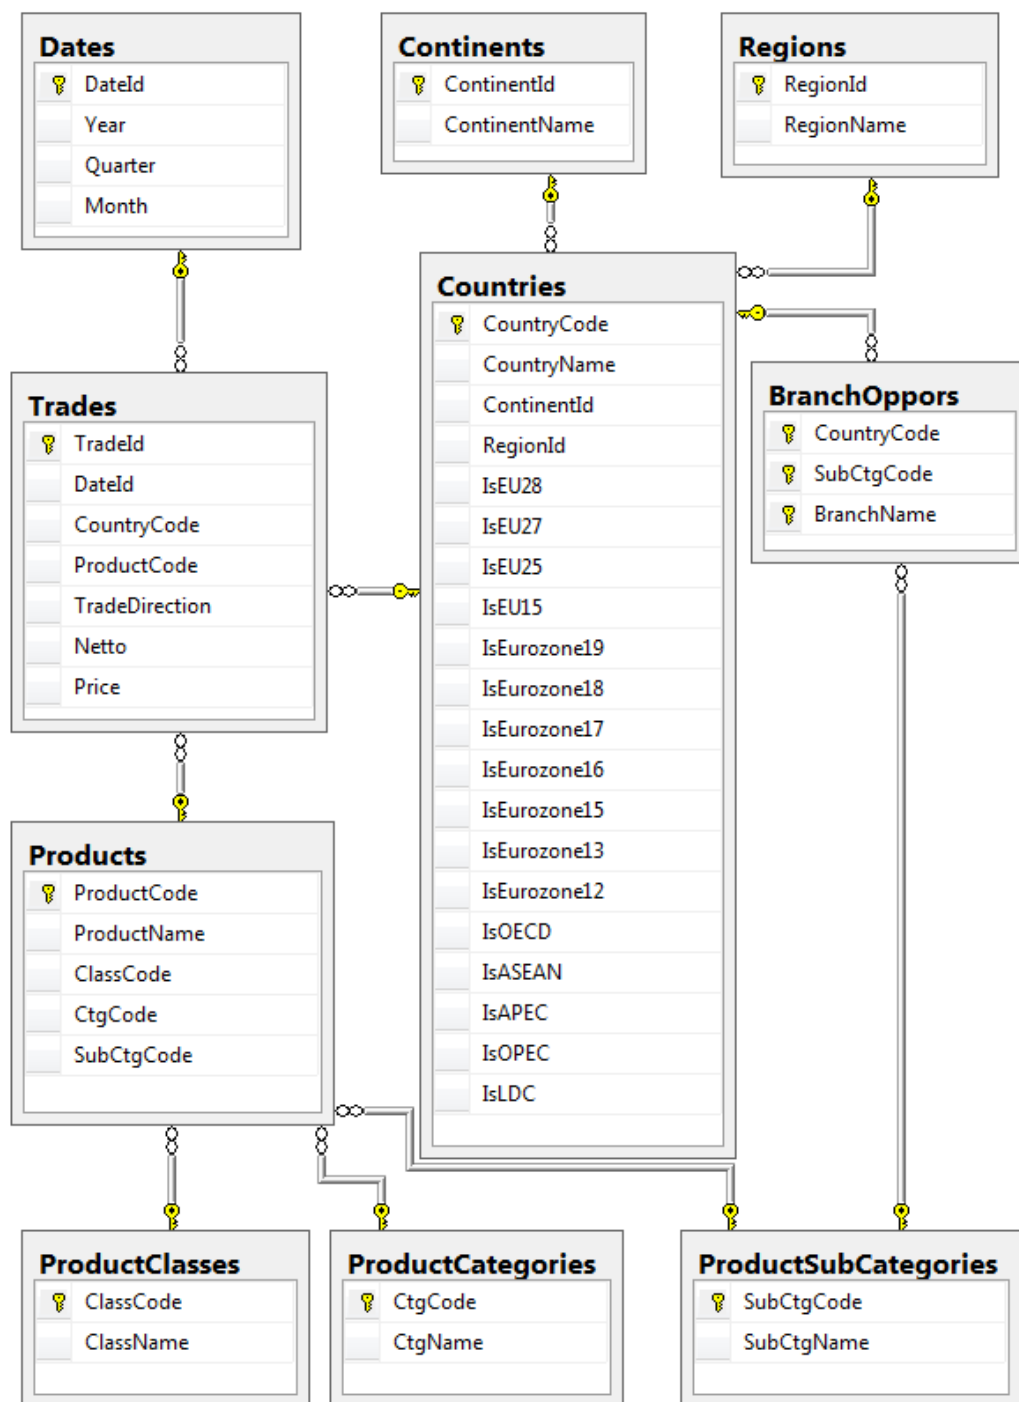 Dates
DateId
Year
Quarter
Month
Continents
ContinentId
ContinentName
Regions
RegionId
RegionName
Trades
TradeId
DateId
CountryCode
ProductCode
TradeDirection
Netto
Price
Countries
CountryCode
CountryName
ContinentId
RegionId
IsEU28
IsEU27
IsEU25
IsEU15
IsEurozone19
IsEurozone18
IsEurozone17
IsEurozone16
IsEurozone15
IsEurozone13
IsEurozone12
IsOECD
IsASEAN
IsAPEC
IsOPEC
IsLDC
BranchOppors
CountryCode
SubCtgCode
BranchName
Products
ProductCode
ProductName
ClassCode
CtgCode
SubCtgCode
ProductClasses
ClassCode
ClassName
ProductCategories
CtgCode
CtgName
ProductSubCategories
SubCtgCode
SubCtgName